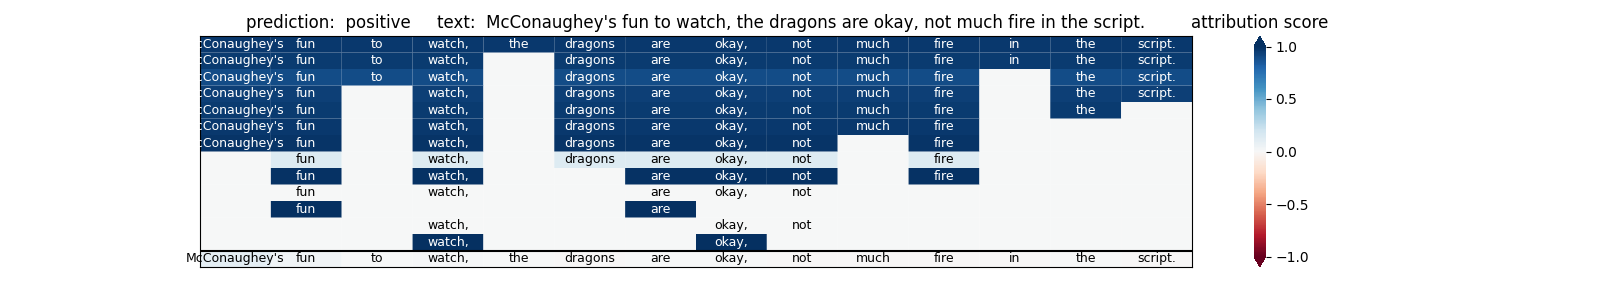 prediction:  positive     text:  McConaughey's fun to watch, the dragons are okay, not much fire in the script.     attribution score
cConaughey's fun to watch, the dragons are okay, not much fire in the script. 1.0
cConaughey's fun to watch, dragons are okay, not much fire in the script.
cConaughey's fun to watch, dragons are okay, not much fire the script.
cConaughey's fun watch, dragons are okay, not much fire the script. 0.5
cConaughey's fun watch, dragons are okay, not much fire the
cConaughey's fun watch, dragons are okay, not much fire
cConaughey's fun watch, dragons are okay, not fire
fun watch, dragons are okay, not fire 0.0
fun watch, are okay, not fire
fun watch, are okay, not
fun are −0.5
watch, okay, not
watch, okay,
McConaughey's fun to watch, the dragons are okay, not much fire in the script. −1.0